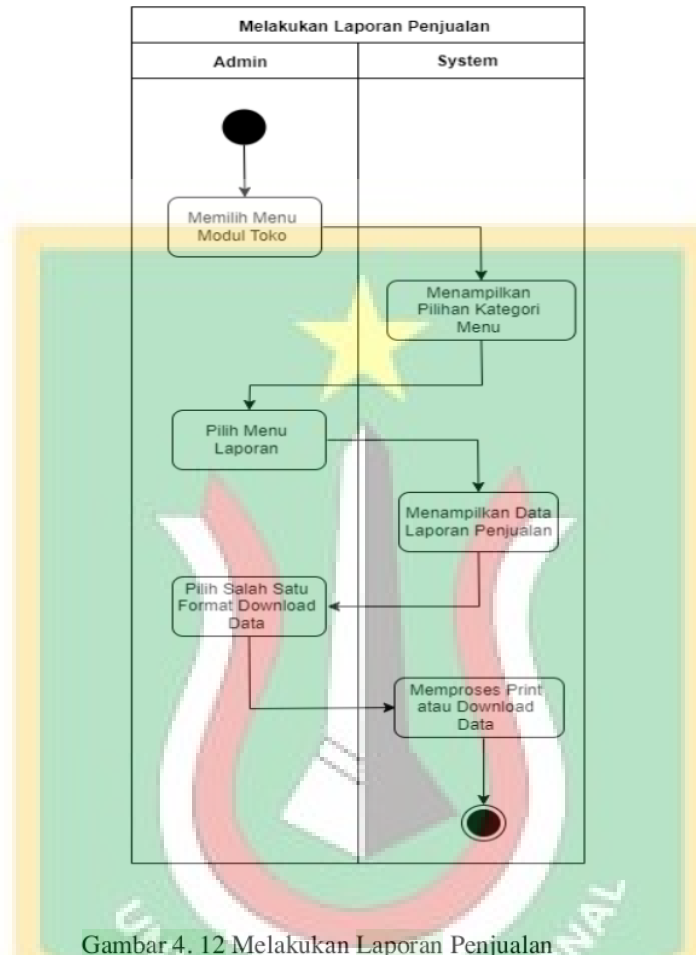 Melakukan Laporan Penjualan
Admin
System
Memilih Menu
Modul Toko
Menampilkan
Pilihan Kategori
Menu
Pilih Menu
Laporan
Menampilkan Data
Laporan Penjualan
Pilih Salah Satu
Format Download
Data
Memproses Print
atau Download
Data
Gambar 4. 12 Melakukan Laporan Penjualan